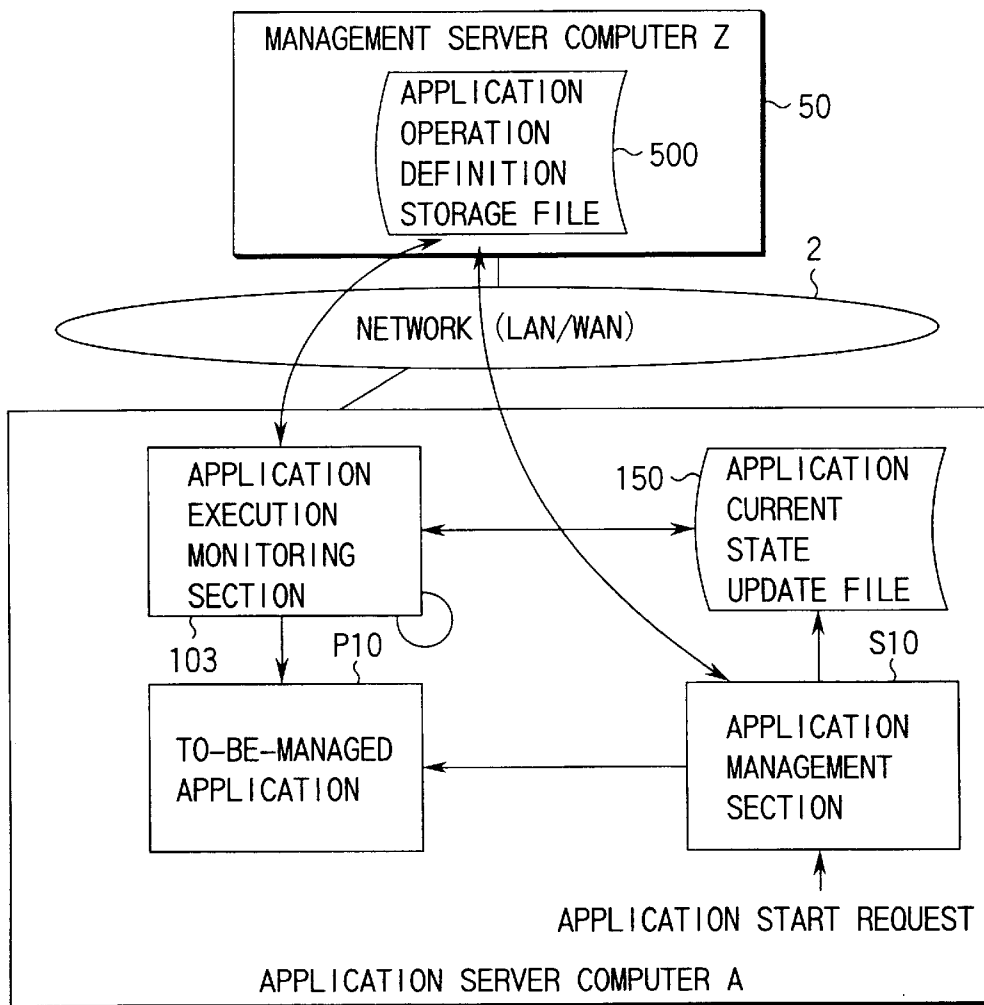 MANAGEMENT SERVER COMPUTER Z
APPLICATION
OPERATION
DEFINITION
STORAGE FILE
50
500
2
NETWORK (LAN/WAN)
APPLICATION
EXECUTION
MONITORING
SECTION
150
APPLICATION
CURRENT
STATE
UPDATE FILE
103
P10
S10
TO-BE-MANAGED
APPLICATION
APPLICATION
MANAGEMENT
SECTION
APPLICATION START REQUEST
APPLICATION SERVER COMPUTER A